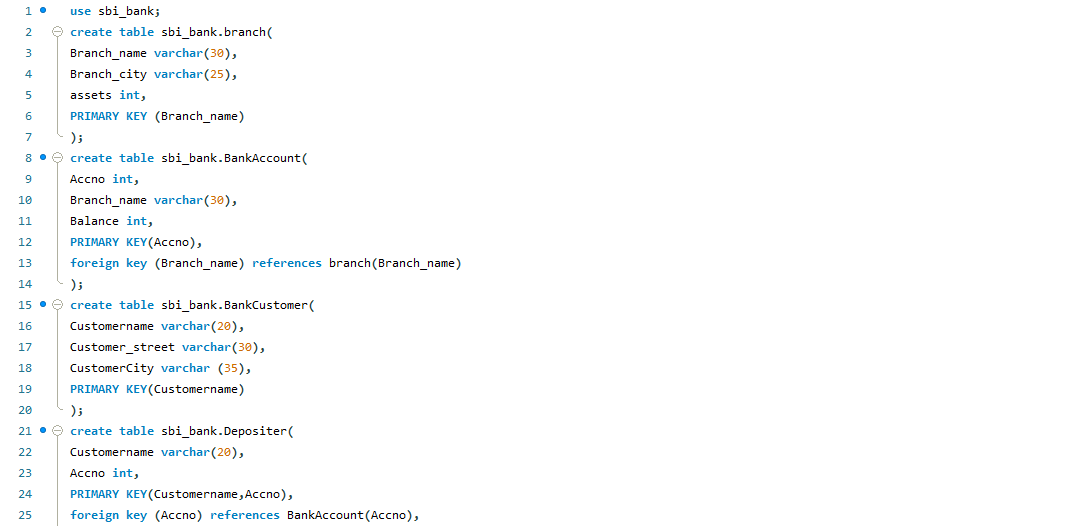 1 use sbi_bank;
2 create table sbi_bank.branch(
3 Branch_name varchar(30),
4 Branch_city varchar(25),
5 assets int,
6 PRIMARY KEY (Branch_name)
7 );
8 create table sbi_bank.BankAccount(
9 Accno int,
10 Branch_name varchar(30),
11 Balance int,
12 PRIMARY KEY(Accno),
13 foreign key (Branch_name) references branch(Branch_name)
14 );
15 create table sbi_bank.BankCustomer(
16 Customername varchar(20),
17 Customer_street varchar(30),
18 CustomerCity varchar (35),
19 PRIMARY KEY(Customername)
20 );
21 create table sbi_bank.Depositer(
22 Customername varchar(20),
23 Accno int,
24 PRIMARY KEY(Customername,Accno),
25 foreign key (Accno) references BankAccount(Accno),